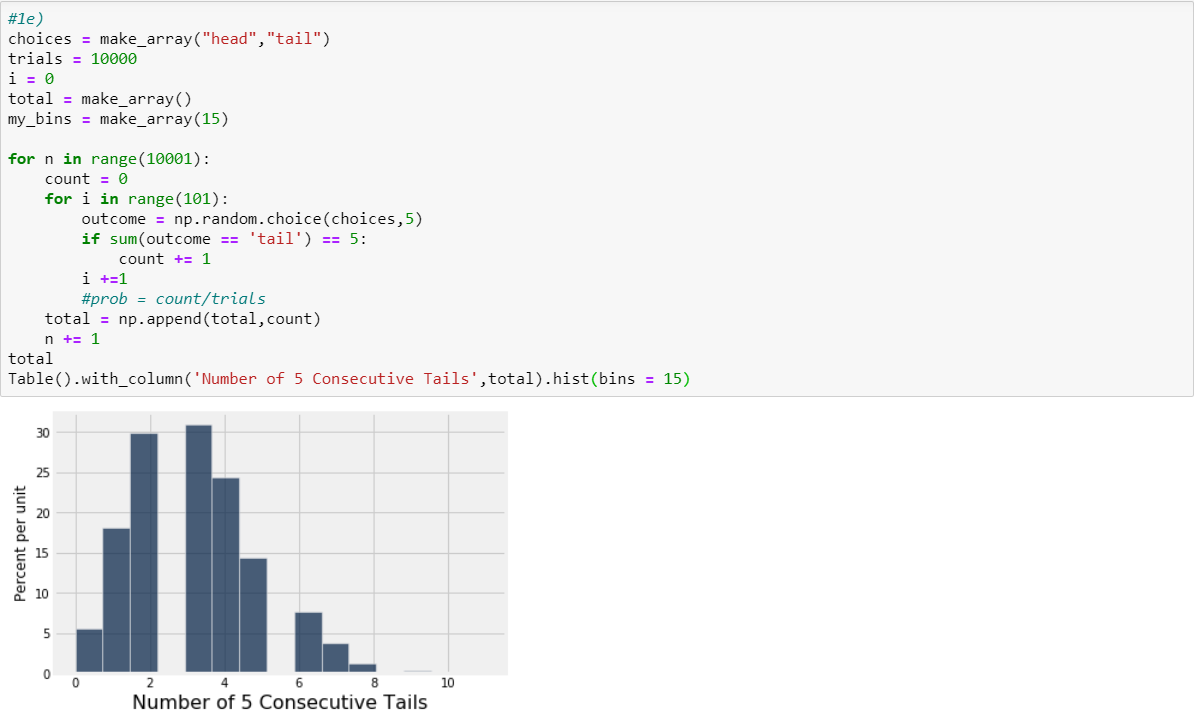 #1e)
choices = make_array("head","tail")
trials = 10000
i = 0
total = make_array()
my_bins = make_array(15)
for n in range(10001):
    count = 0
    for i in range(101):
        outcome = np.random.choice(choices,5)
        if sum(outcome == 'tail') == 5:
            count += 1
        i +=1
        #prob = count/trials
    total = np.append(total,count)
    n += 1
total
Table().with_column('Number of 5 Consecutive Tails',total).hist(bins = 15)
30
25
20
15
10
5
0
Percent per unit
0 2 4 6 8 10
Number of 5 Consecutive Tails